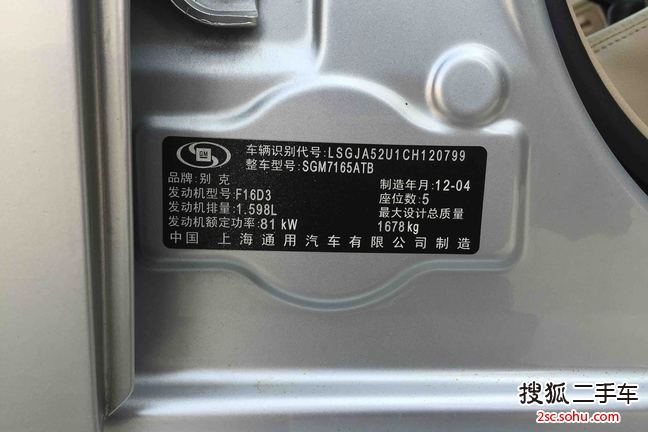 GM
车辆识别代号:LSGJA52U1CH120799
整车型号:SGM7165ATB
品牌:别克
制造年月:12-04
发动机型号:F16D3
座位数:5
发动机排量:1.598L
最大设计总质量
发动机额定功率:81 kW
1678kg
中国 上海通用汽车有限公司制造
搜狐二手车
2sc.sohu.com